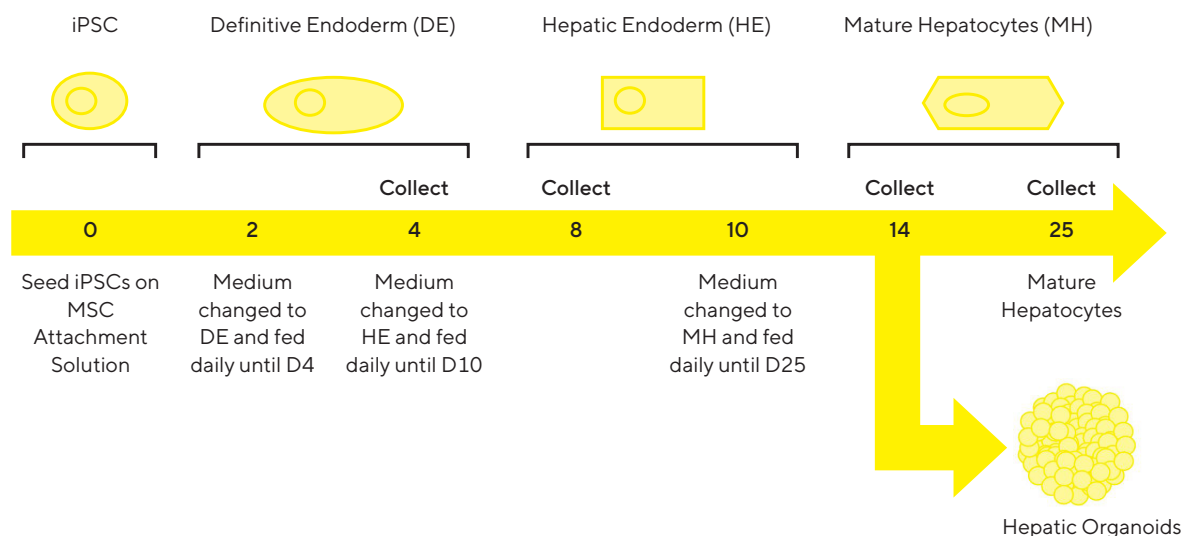 iPSC
Definitive Endoderm (DE)
Hepatic Endoderm (HE)
Mature Hepatocytes (MH)
Collect
Collect
Collect
Collect
0
2
4
8
10
14
25
Seed iPSCs on
MSC
Attachment
Solution
Medium
changed to
DE and fed
daily until D4
Medium
changed to
HE and fed
daily until D10
Medium
changed to
MH and fed
daily until D25
Mature
Hepatocytes
Hepatic Organoids